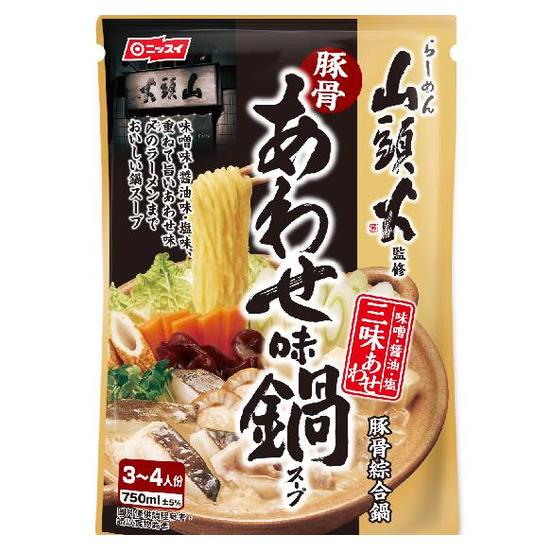 ニッスイ
山頭火
らーめん
山頭火
監修
豚骨
あわせ味
鍋
スープ
味噌味・醤油味・塩味、
重ねて旨いあわせ味
〆のラーメンまで
おいしい鍋スープ
味噌・醤油・塩
三味あわせ
豚骨綜合鍋
3～4人份
750ml±5%